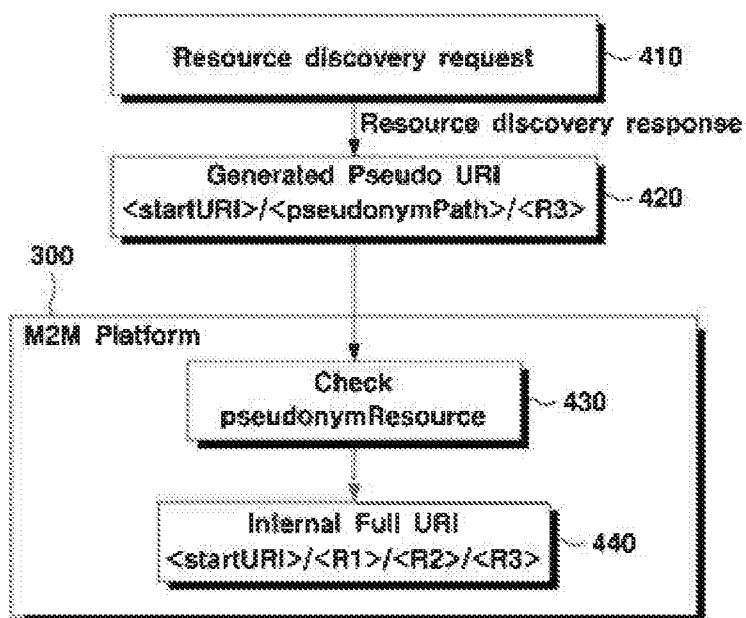 Resource discovery request
410
Resource discovery response
Generated Pseudo URI
<startURI>/<pseudonymPath>/<R3>
420
300
M2M Platform
Check
pseudonymResource
430
Internal Full URI
<startURI>/<R1>/<R2>/<R3>
440